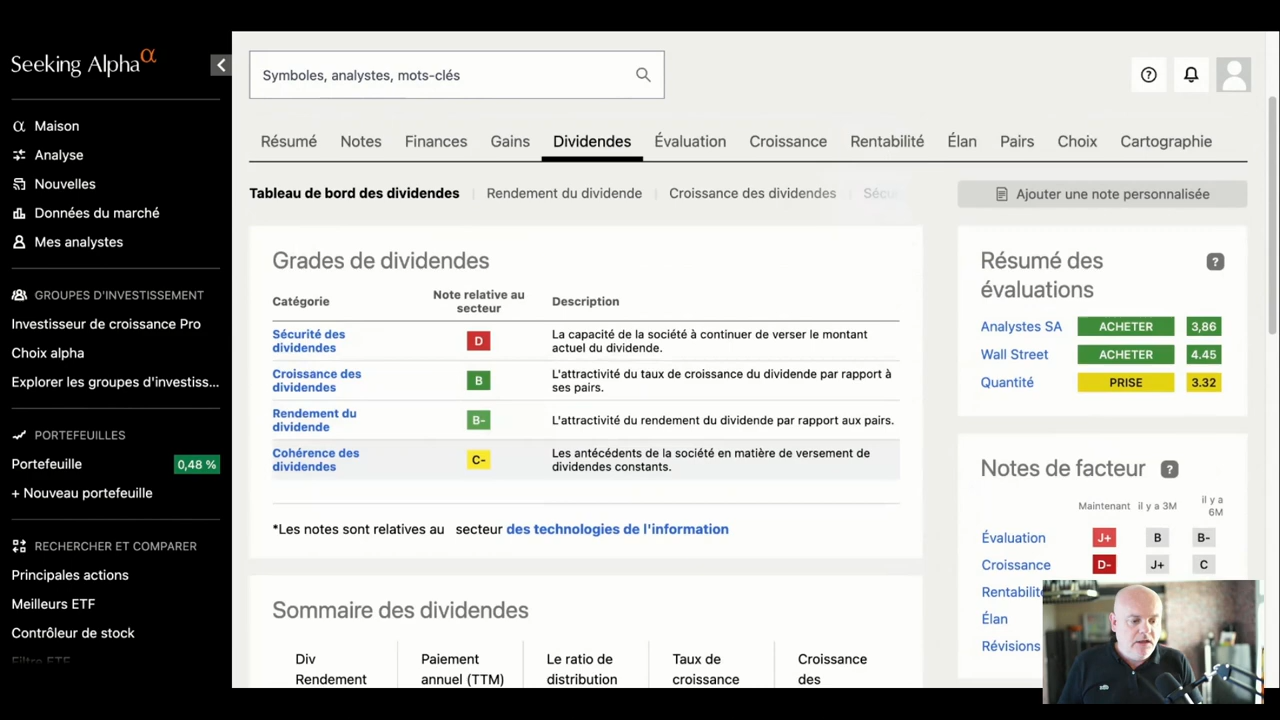 Seeking Alpha α
Maison
Analyse
Nouvelles
Données du marché
Mes analystes
GROUPES D'INVESTISSEMENT
Investisseur de croissance Pro
Choix alpha
Explorer les groupes d'investiss...
PORTEFEUILLES
Portefeuille 0,48 %
+ Nouveau portefeuille
RECHERCHER ET COMPARER
Principales actions
Meilleurs ETF
Contrôleur de stock
Filtre ETF
Symboles, analystes, mots-clés
Résumé Notes Finances Gains Dividendes Évaluation Croissance Rentabilité Élan Pairs Choix Cartographie
Tableau de bord des dividendes | Rendement du dividende | Croissance des dividendes |
Ajouter une note personnalisée
Grades de dividendes
Catégorie Note relative au secteur Description
Sécurité des dividendes D La capacité de la société à continuer de verser le montant actuel du dividende.
Croissance des dividendes B L'attractivité du taux de croissance du dividende par rapport à ses pairs.
Rendement du dividende B- L'attractivité du rendement du dividende par rapport aux pairs.
Cohérence des dividendes C- Les antécédents de la société en matière de versement de dividendes constants.
*Les notes sont relatives au secteur des technologies de l'information
Sommaire des dividendes
Div Rendement
Paiement annuel (TTM)
Le ratio de distribution
Taux de croissance
Croissance des
Résumé des évaluations ?
Analystes SA ACHETER 3,86
Wall Street ACHETER 4.45
Quantité PRISE 3.32
Notes de facteur ?
Maintenant il y a 3M il y a 6M
Évaluation J+ B B-
Croissance D- J+ C
Élan
Révisions